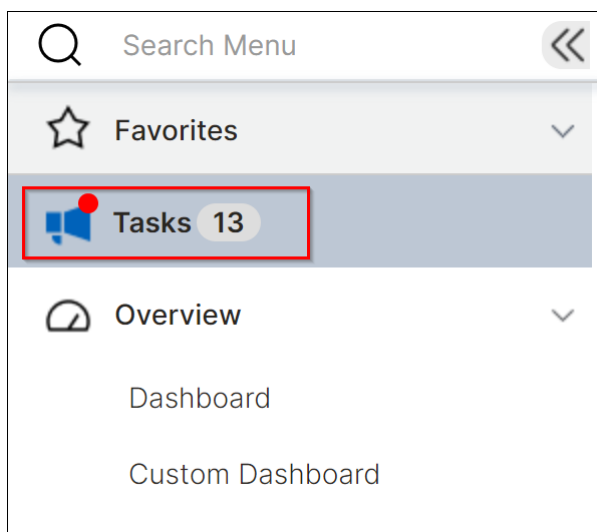 Search Menu
Favorites
Tasks 13
Overview
Dashboard
Custom Dashboard